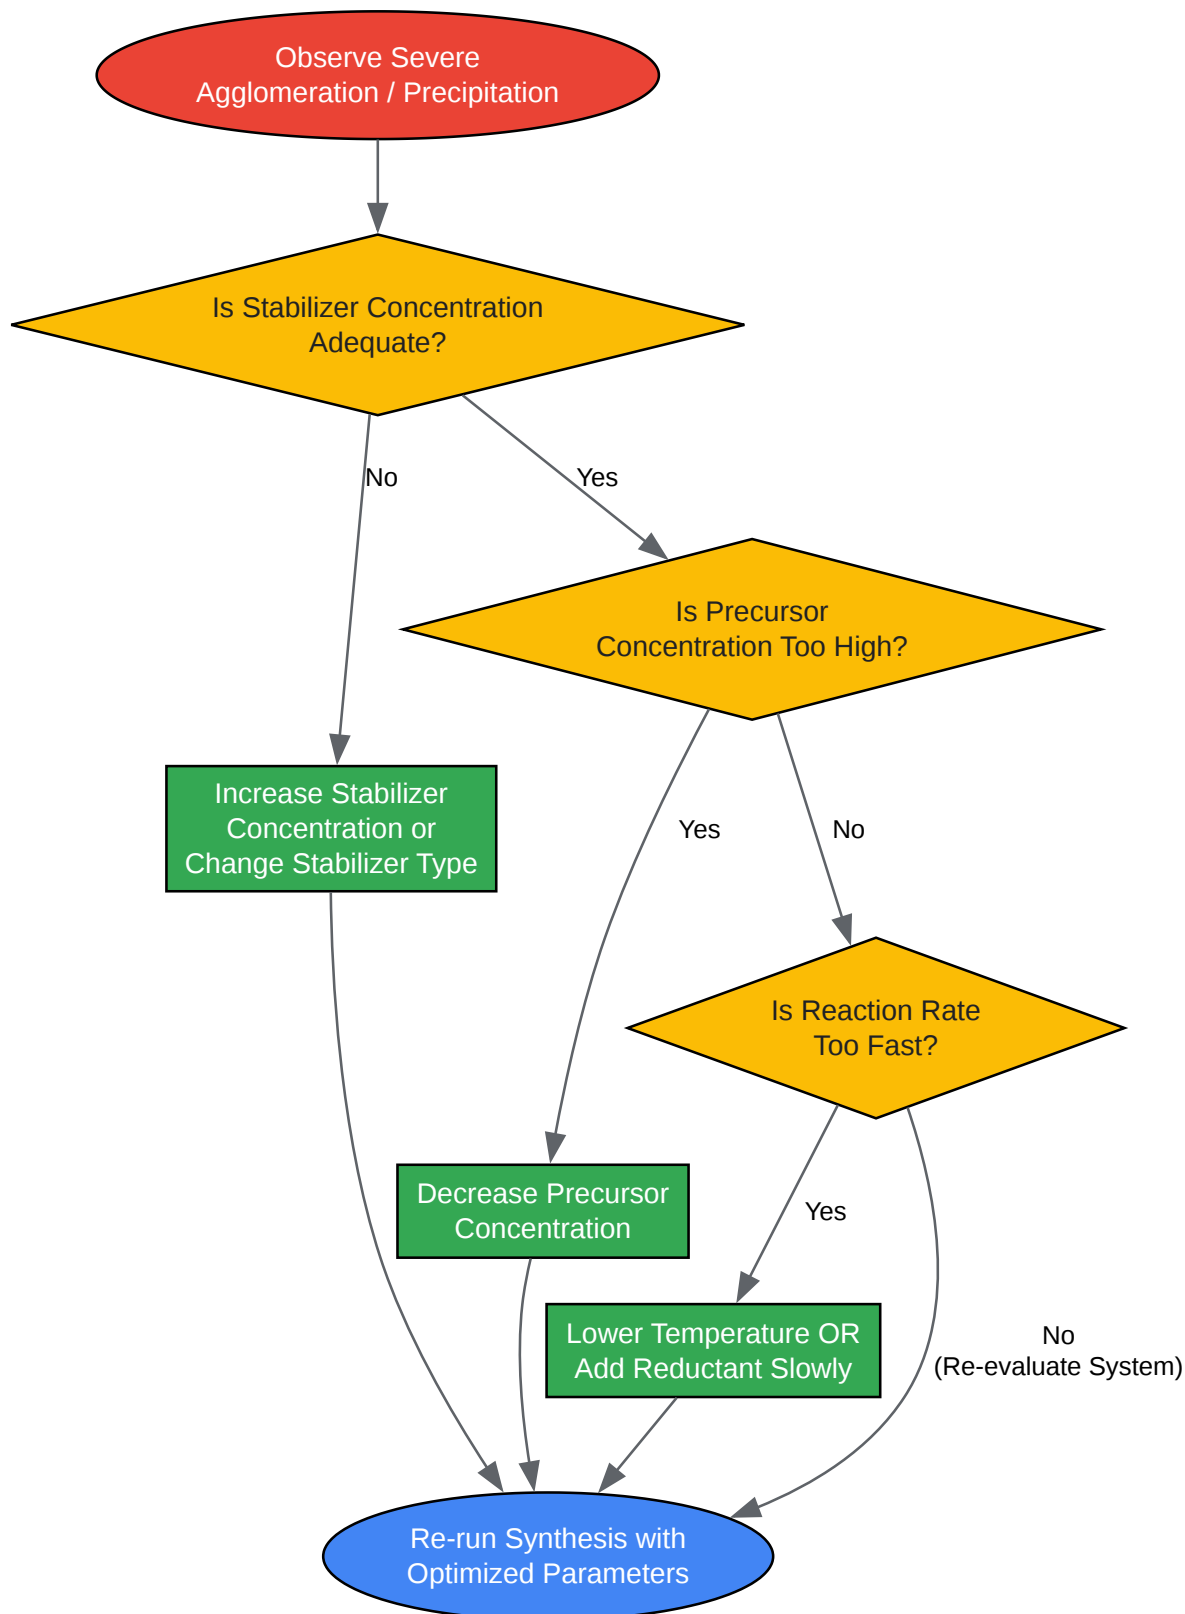 Observe Severe
Agglomeration / Precipitation
Is Stabilizer Concentration
Adequate?
No
Yes
Is Precursor
Concentration Too High?
Increase Stabilizer
Concentration or
Change Stabilizer Type
Yes
No
Is Reaction Rate
Too Fast?
Decrease Precursor
Concentration
Yes
Lower Temperature OR
Add Reductant Slowly
No
(Re-evaluate System)
Re-run Synthesis with
Optimized Parameters